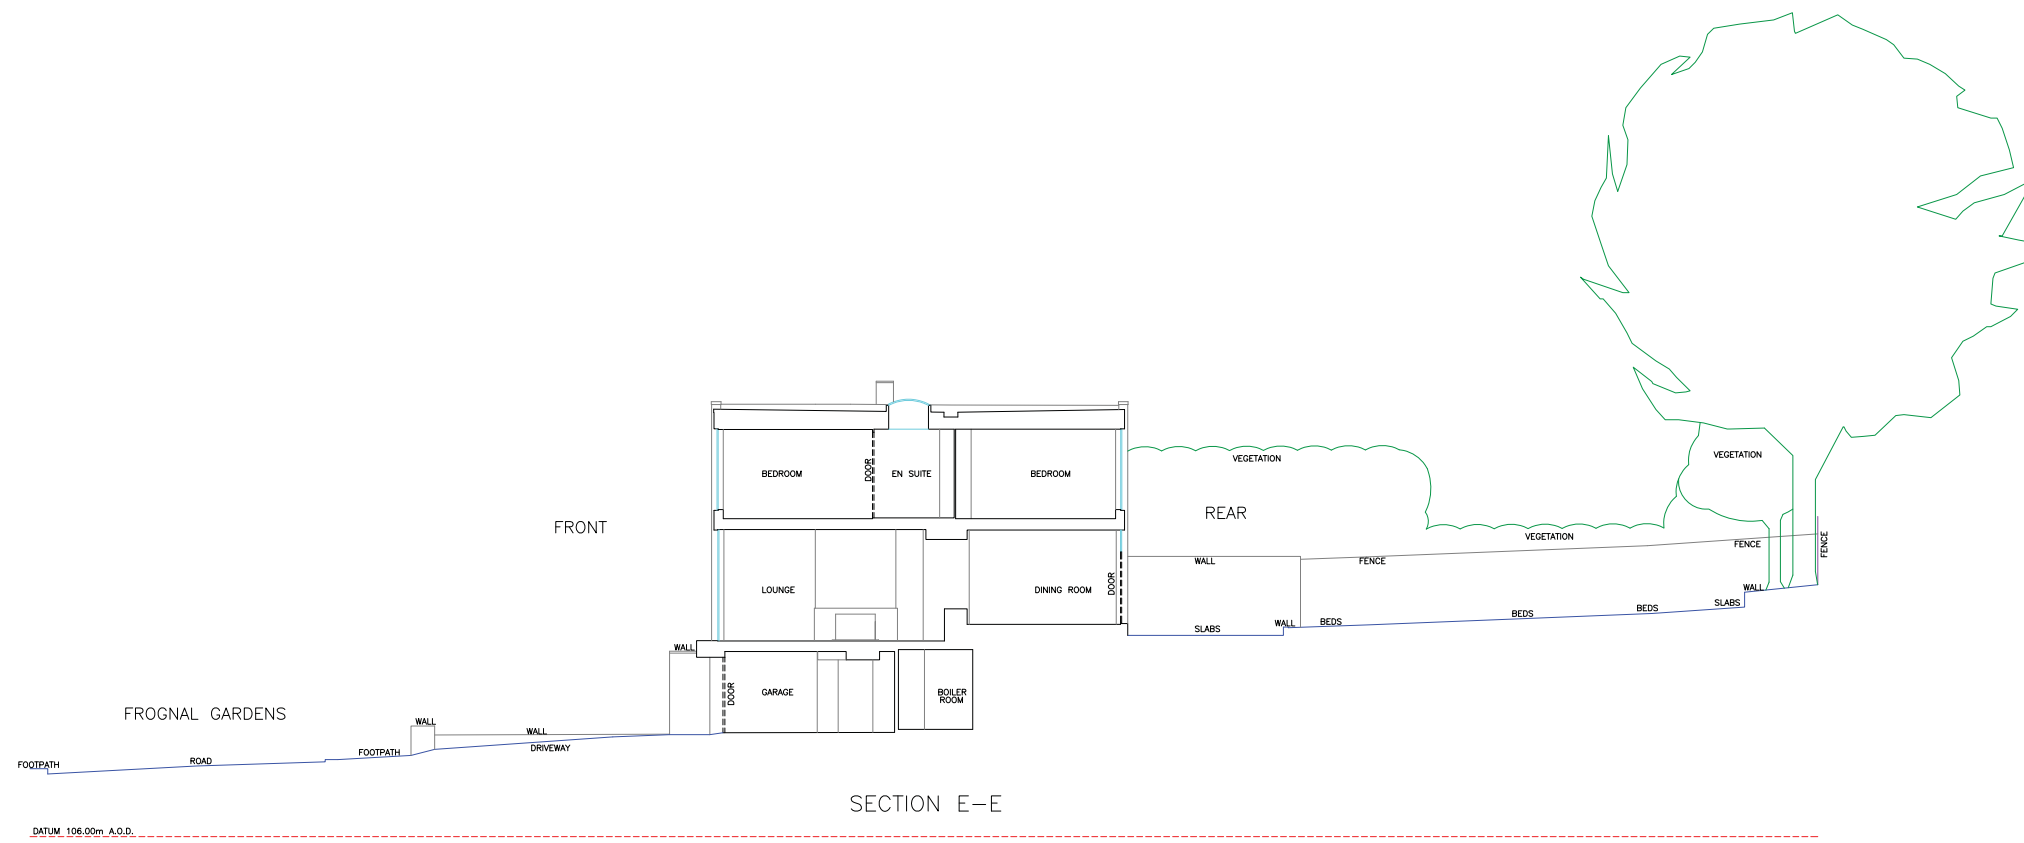 VEGETATION
VEGETATION
BEDROOM
DOOR
EN SUITE
BEDROOM
REAR
FRONT
VEGETATION
FENCE
FENCE
WALL
FENCE
LOUNGE
DINING ROOM
DOOR
WALL
SLABS
BEDS
BEDS
BEDS
WALL
SLABS
WALL
GARAGE
DOOR
BOILER
ROOM
FROGNAL GARDENS
WALL
WALL
DRIVEWAY
FOOTPATH
ROAD
FOOTPATH
SECTION E-E
DATUM 106.00m A.O.D.